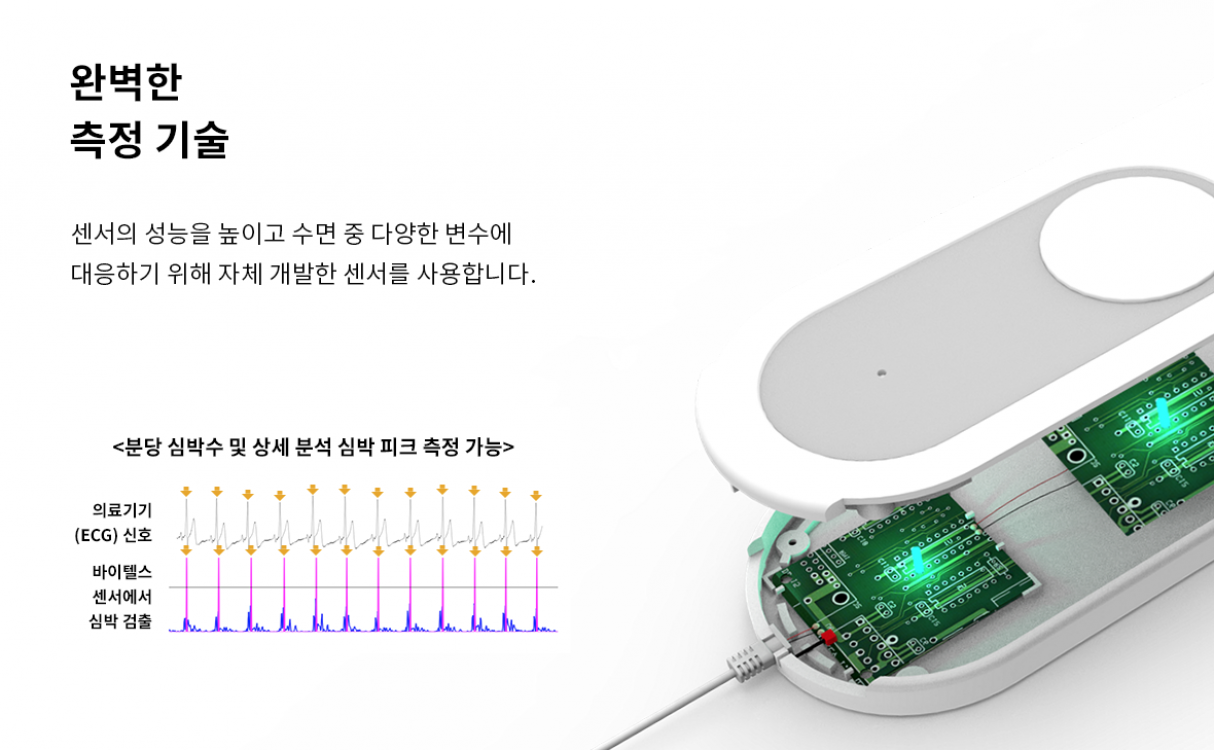 완벽한
측정 기술
센서의 성능을 높이고 수면 중 다양한 변수에
대응하기 위해 자체 개발한 센서를 사용합니다.
<분당 심박수 및 상세 분석 심박 피크 측정 가능>
의료기기
(ECG) 신호
바이텔스
센서에서
심박 검출